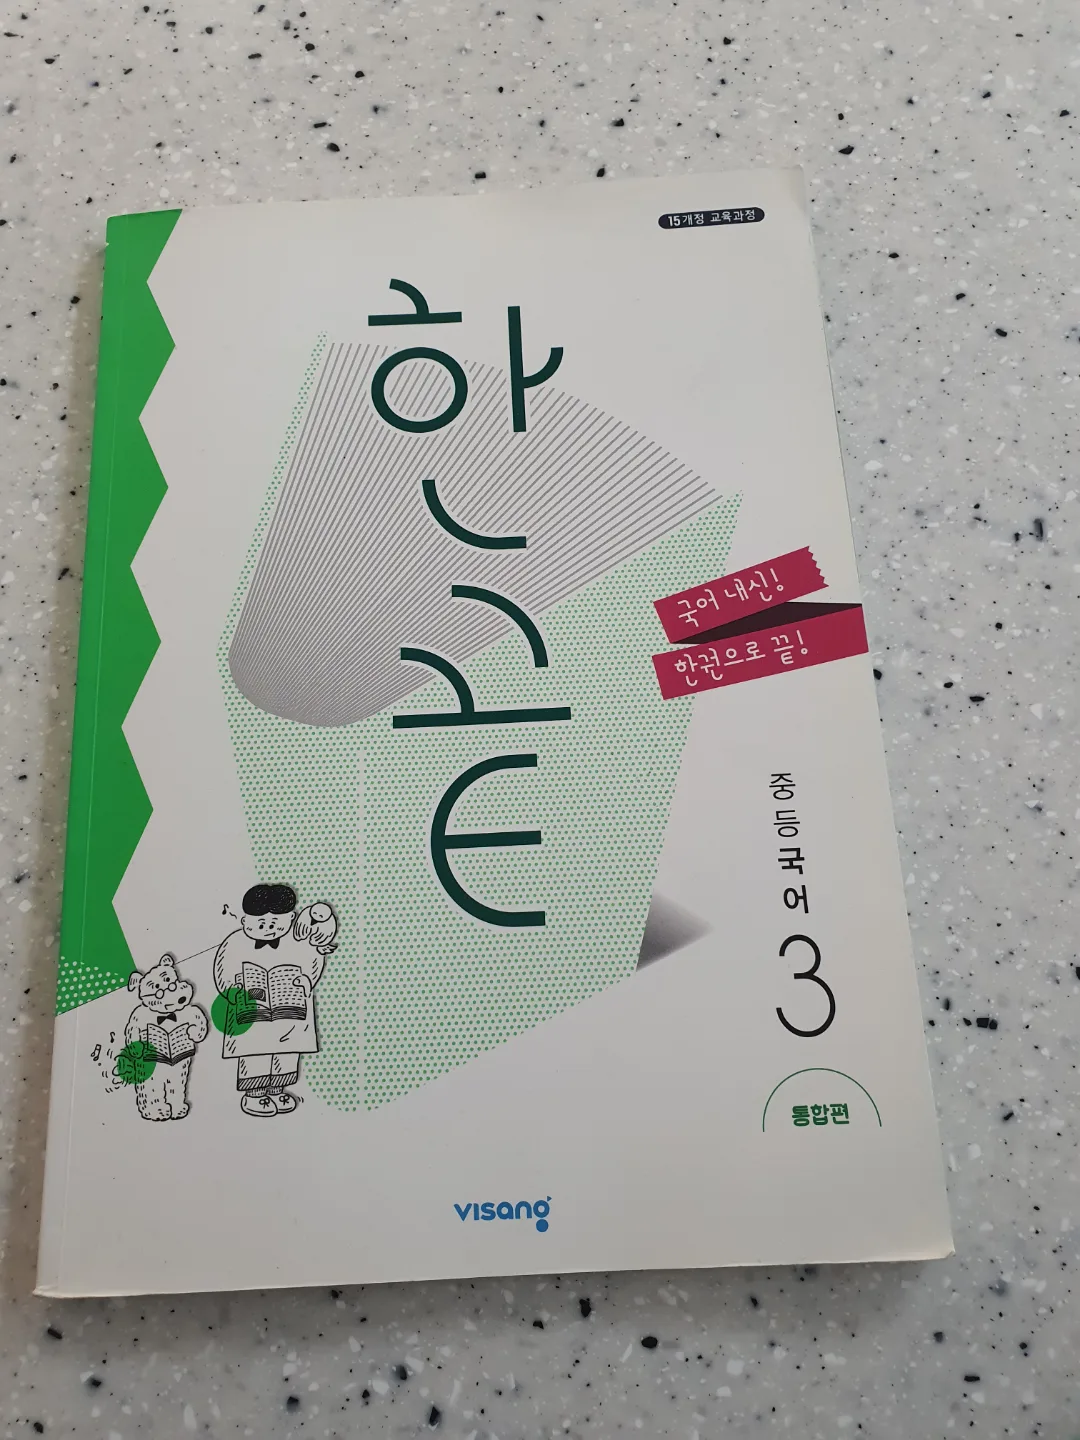 15개정 교육과정
한끝
국어 내신!
한권으로 끝!
중등국어
3
통합편
visang